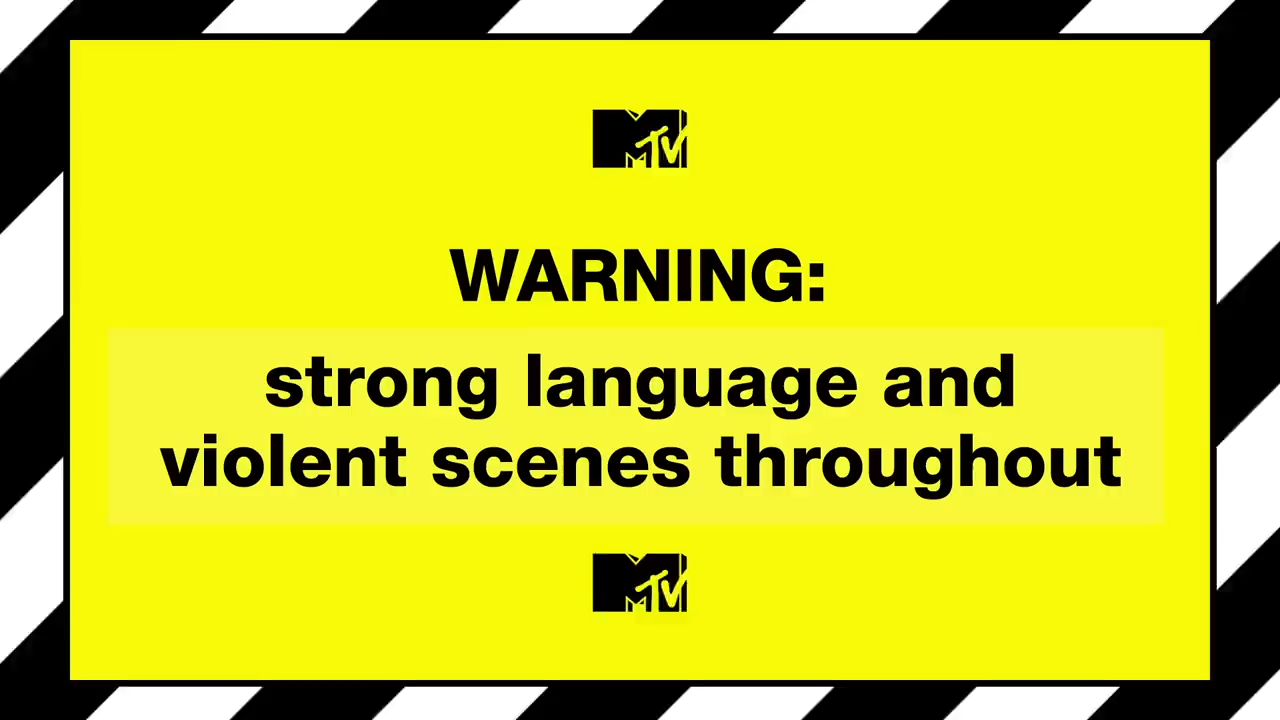 MTV
WARNING:
strong language and
violent scenes throughout
MTV